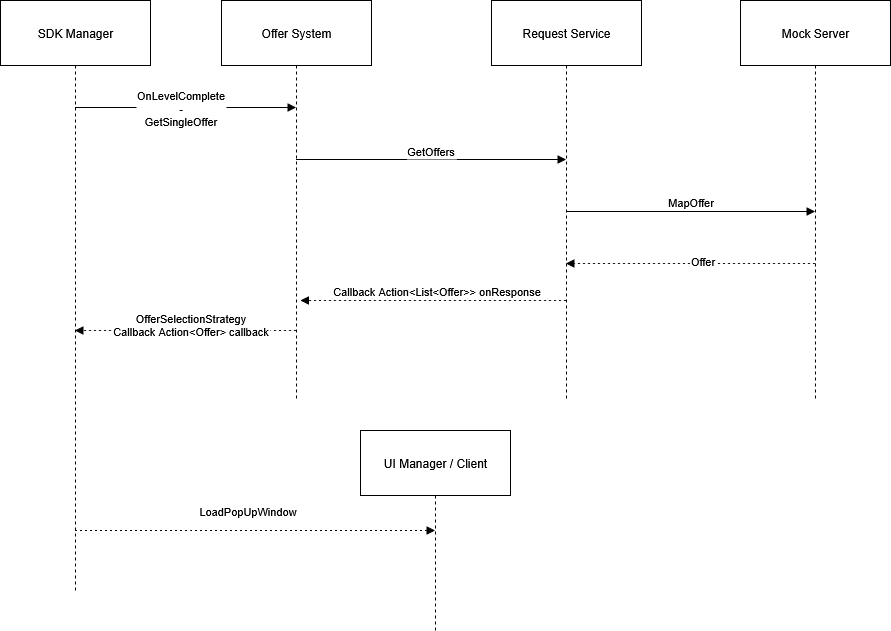 SDK Manager
Offer System
Request Service
Mock Server
OnLevelComplete
-
GetSingleOffer
GetOffers
MapOffer
Offer
Callback Action<List<Offer>> onResponse
OfferSelectionStrategy
Callback Action<Offer> callback
UI Manager / Client
LoadPopUpWindow